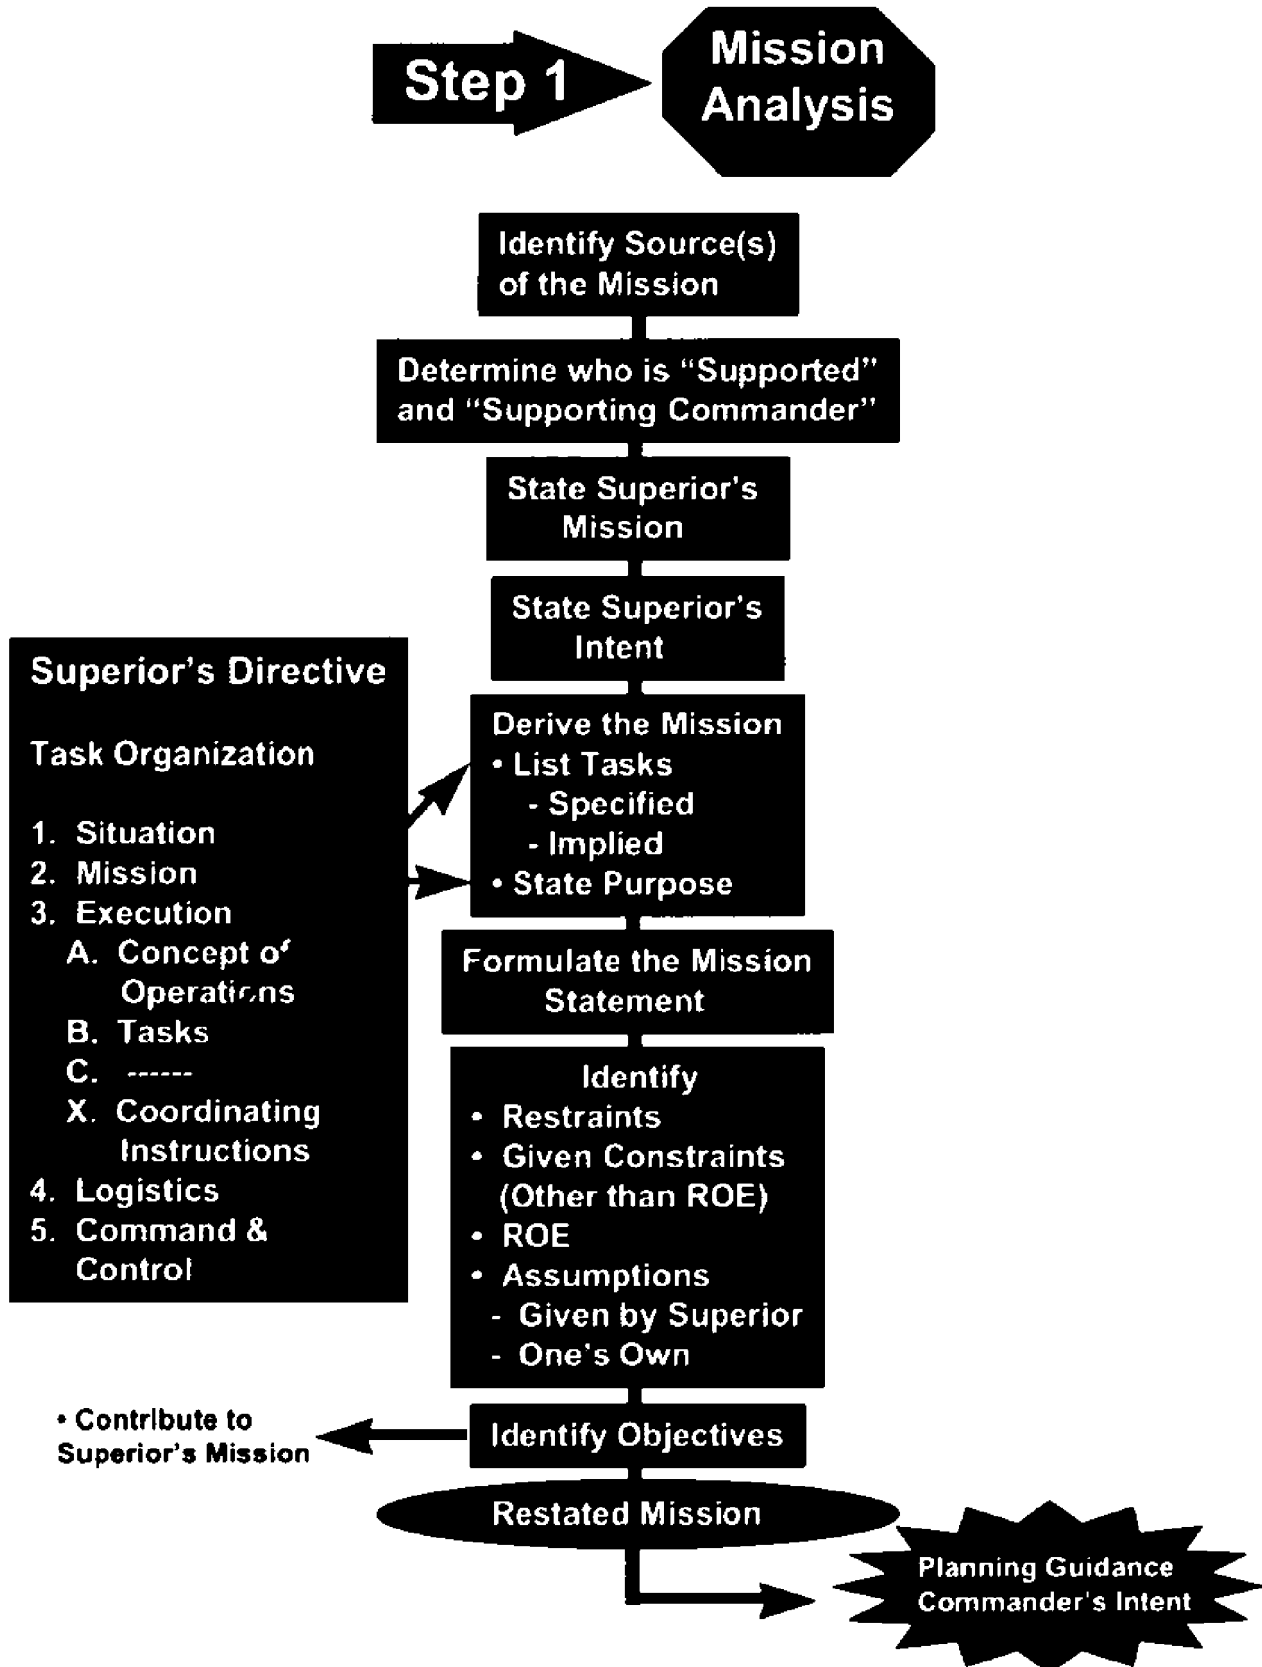 Step 1
Mission
Analysis
Identify Source(s)
of the Mission
Determine who is “Supported”
and “Supporting Commander”
State Superior's
Mission
State Superior's
Intent
Superior's Directive
Task Organization
1. Situation
2. Mission
3. Execution
A. Concept of
Operations
B. Tasks
C. ------
X. Coordinating
Instructions
4. Logistics
5. Command &
Control
Derive the Mission
• List Tasks
- Specified
- Implied
• State Purpose
Formulate the Mission
Statement
Identify
• Restraints
• Given Constraints
(Other than ROE)
• ROE
• Assumptions
- Given by Superior
- One's Own
• Contribute to
Superior's Mission
Identify Objectives
Restated Mission
Planning Guidance
Commander's Intent